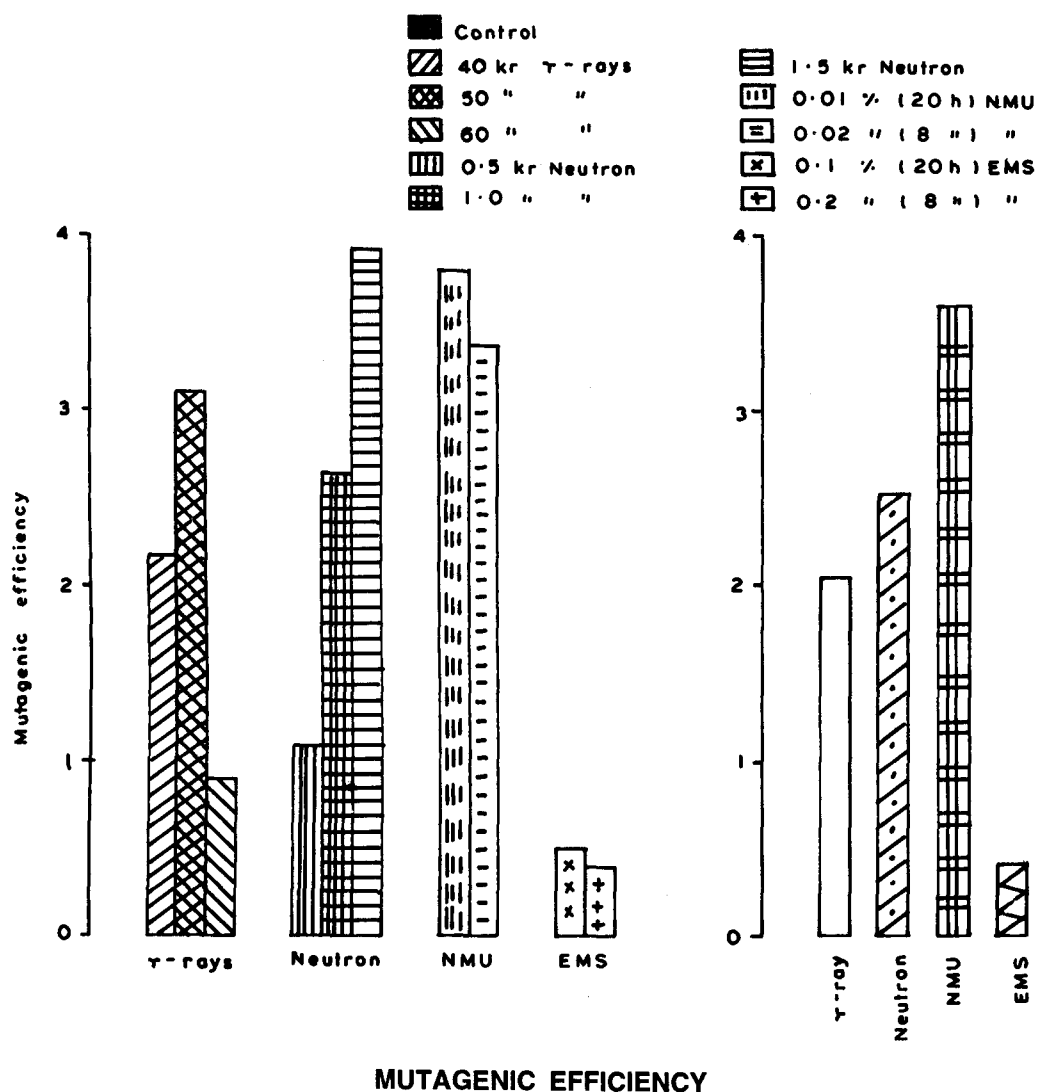 Control
40 kr τ-rays
50 " "
60 " "
0·5 kr Neutron
1·0 " "
1·5 kr Neutron
0·01 % (20 h) NMU
0·02 " (8 ") "
0·1 % (20 h) EMS
0·2 " (8 ") "
4
3
2
1
0
Mutagenic efficiency
τ-rays Neutron NMU EMS
4
3
2
1
0
τ-ray
Neutron
NMU
EMS
MUTAGENIC EFFICIENCY